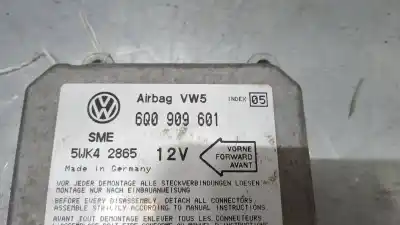 Airbag VW5
INDEX 05
6Q0 909 601
SME
5WK4 2865
12V
VORNE
FORWARD
AVANT
Made in Germany
VOR JEDER DEMONTAGE ALLE STECKVERBINDUNGEN LÖSEN
MONTAGE NUR NACH EINBAUANWEISUNG
BEFORE EVERY DISASSEMBLY, DETACH ALL CONNECTORS
ASSEMBLE STRICTLY ACCORDING TO MANUAL INSTRUCTIONS
AVANT TOUT DEMONTAGE ENLEVER TOUS LES CONNECTEURS